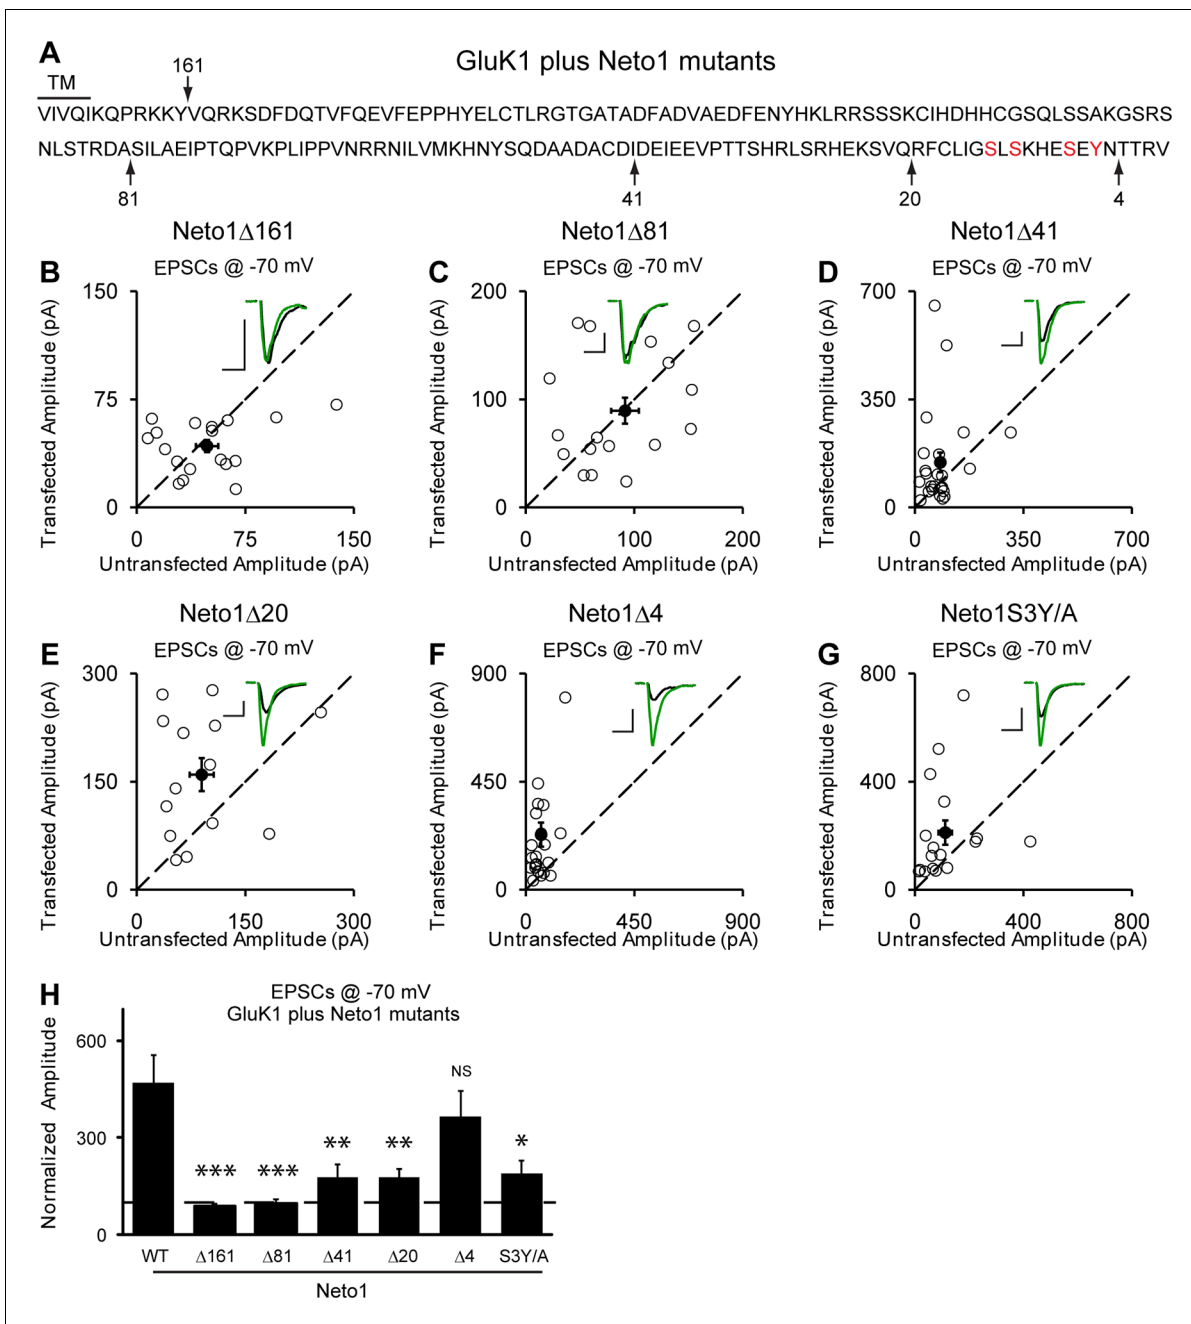 A
GluK1 plus Neto1 mutants
TM
161
VIVQIKQPRKKYVQRKSDFDQTVFQEVFEPPHYELCTLRGTGATADFADVAEDFENYHKLRRSSSKCIHDHHCGSQLSSAKGSRS
NLSTRDASILAEIPTQPVKPLIPPVNRRNILVMKHNYSQDAADACDIDEIEEVPTTSHRLSRHEKSVQRFCLIGSLSKHESEYNTTRV
81
41
20
4
Neto1Δ161
B
EPSCs @ -70 mV
Transfected Amplitude (pA)
150
75
0
0 75 150
Untransfected Amplitude (pA)
Neto1Δ81
C
EPSCs @ -70 mV
Transfected Amplitude (pA)
200
100
0
0 100 200
Untransfected Amplitude (pA)
Neto1Δ41
D
EPSCs @ -70 mV
Transfected Amplitude (pA)
700
350
0
0 350 700
Untransfected Amplitude (pA)
Neto1Δ20
E
EPSCs @ -70 mV
Transfected Amplitude (pA)
300
150
0
0 150 300
Untransfected Amplitude (pA)
Neto1Δ4
F
EPSCs @ -70 mV
Transfected Amplitude (pA)
900
450
0
0 450 900
Untransfected Amplitude (pA)
Neto1S3Y/A
G
EPSCs @ -70 mV
Transfected Amplitude (pA)
800
400
0
0 400 800
Untransfected Amplitude (pA)
H
EPSCs @ -70 mV
GluK1 plus Neto1 mutants
Normalized Amplitude
600
300
0
*** *** ** ** NS *
WT Δ161 Δ81 Δ41 Δ20 Δ4 S3Y/A
Neto1